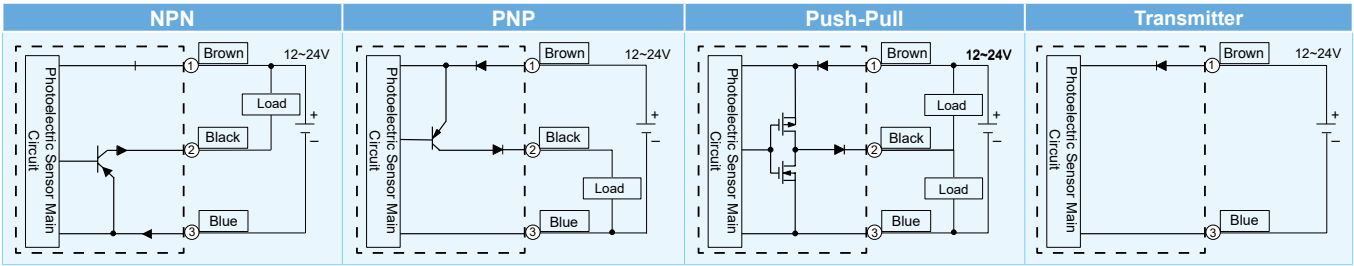 NPN
Photoelectric Sensor Main
Circuit
1
Brown
12~24V
Load
+
−
2
Black
3
Blue
PNP
Photoelectric Sensor Main
Circuit
1
Brown
12~24V
+
−
2
Black
Load
3
Blue
Push-Pull
Photoelectric Sensor Main
Circuit
1
Brown
12~24V
Load
+
−
2
Black
Load
3
Blue
Transmitter
Photoelectric Sensor Main
Circuit
1
Brown
12~24V
+
−
3
Blue